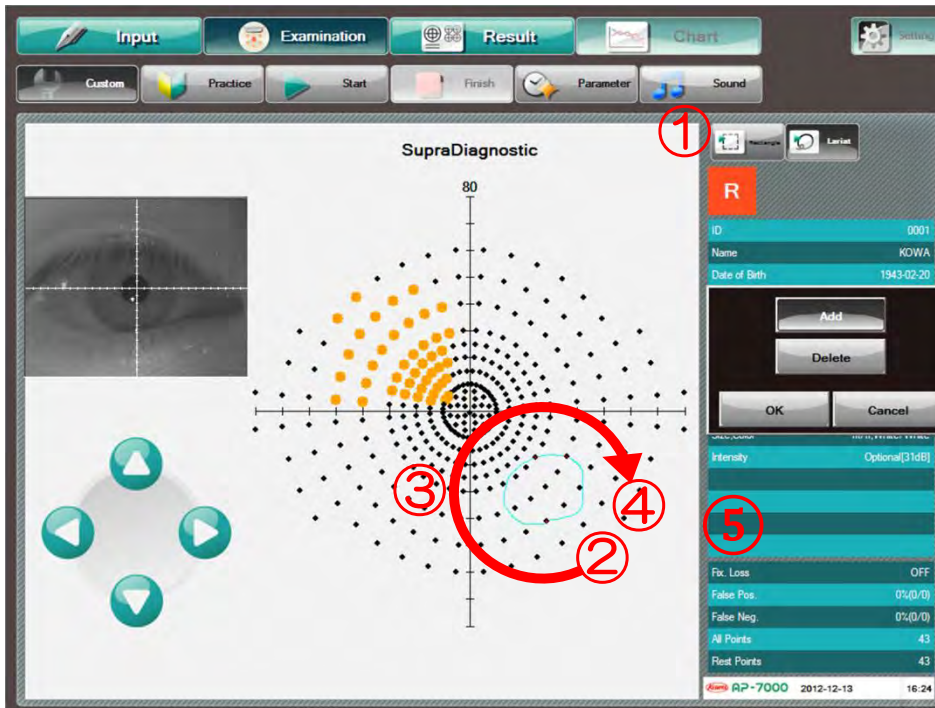 Input Examination Result Chart Setting
Custom Practice Start Finish Parameter Sound
①
Rectangle Lariat
SupraDiagnostic
80
R
ID 0001
Name KOWA
Date of Birth 1943-02-20
Add
Delete
OK Cancel
Intensity Optional[31dB]
③
④
②
⑤
Fix. Loss OFF
False Pos. 0%(0/0)
False Neg. 0%(0/0)
All Points 43
Rest Points 43
Kowa AP-7000 2012-12-13 16:24